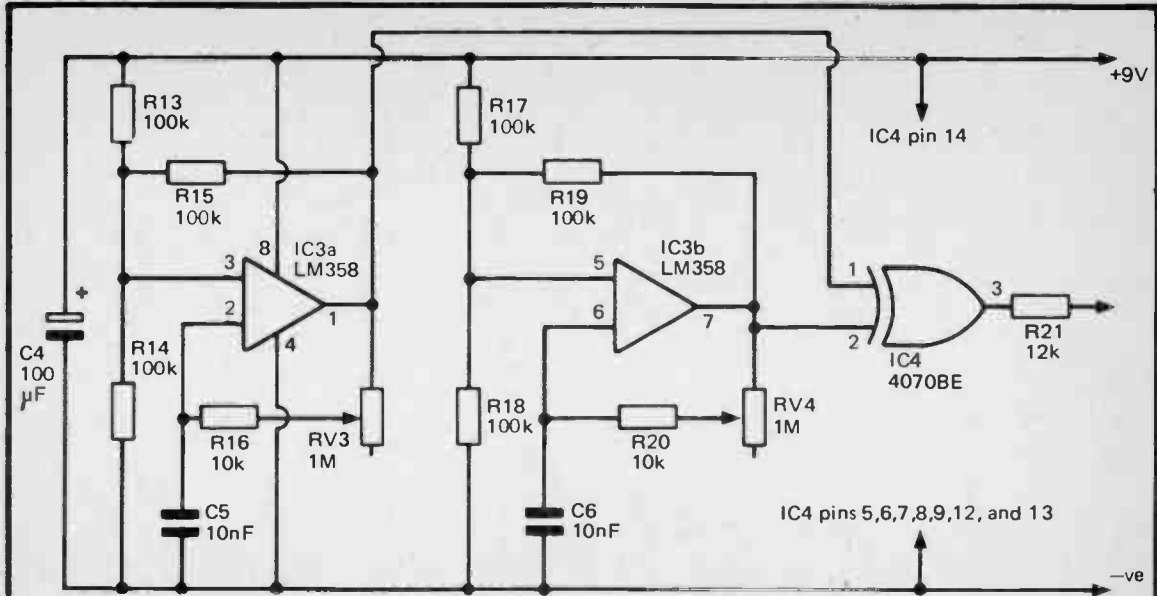 +9V
R13
100k
R17
100k
IC4 pin 14
R15
100k
R19
100k
8
IC3a
LM358
IC3b
LM358
3
2
1
4
5
6
7
1
2
3
+
C4
100
µF
R14
100k
R21
12k
IC4
4070BE
R16
10k
RV3
1M
R18
100k
R20
10k
RV4
1M
C5
10nF
C6
10nF
IC4 pins 5,6,7,8,9,12, and 13
—ve